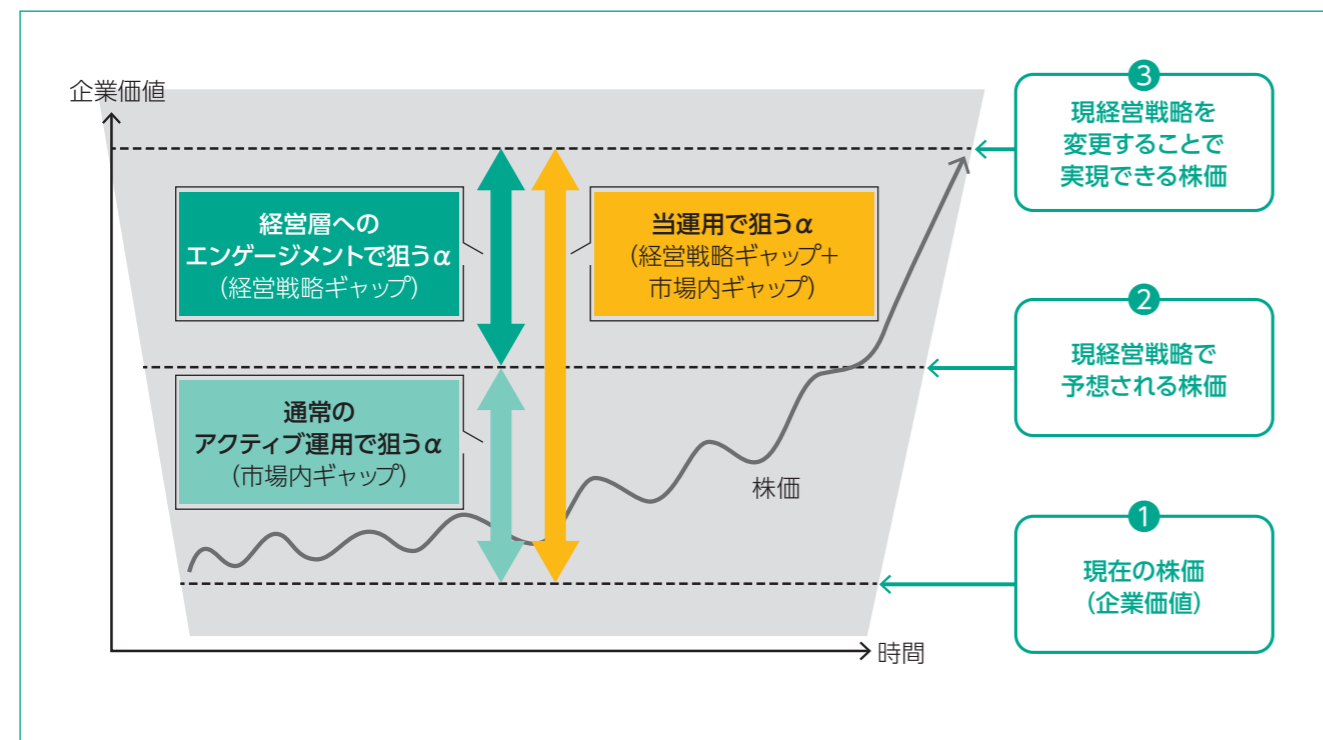 企業価値
経営層への
エンゲージメントで狙うα
（経営戦略ギャップ）
当運用で狙うα
（経営戦略ギャップ＋
市場内ギャップ）
通常の
アクティブ運用で狙うα
（市場内ギャップ）
株価
時間
3
現経営戦略を
変更することで
実現できる株価
2
現経営戦略で
予想される株価
1
現在の株価
（企業価値）